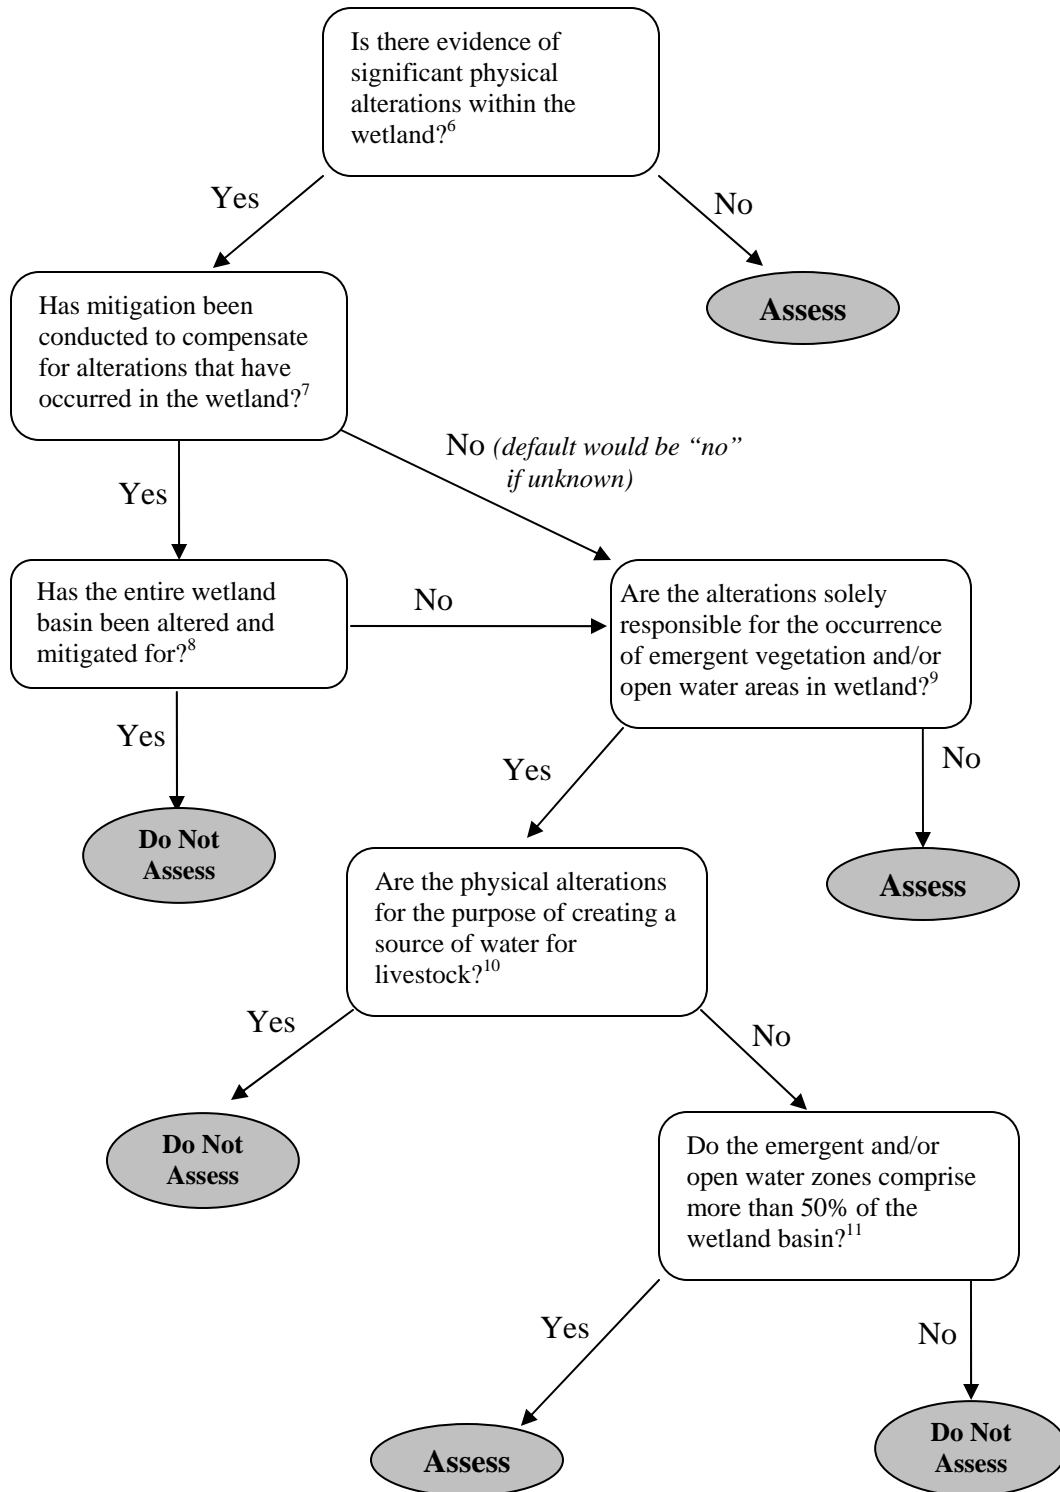 Is there evidence of
significant physical
alterations within the
wetland?⁶
Yes
No
Has mitigation been
conducted to compensate
for alterations that have
occurred in the wetland?⁷
Assess
No (default would be “no”
if unknown)
Yes
Has the entire wetland
basin been altered and
mitigated for?⁸
No
Are the alterations solely
responsible for the occurrence
of emergent vegetation and/or
open water areas in wetland?⁹
Yes
Yes
No
Do Not
Assess
Are the physical alterations
for the purpose of creating a
source of water for
livestock?¹⁰
Assess
Yes
No
Do Not
Assess
Do the emergent and/or
open water zones comprise
more than 50% of the
wetland basin?¹¹
Yes
No
Assess
Do Not
Assess